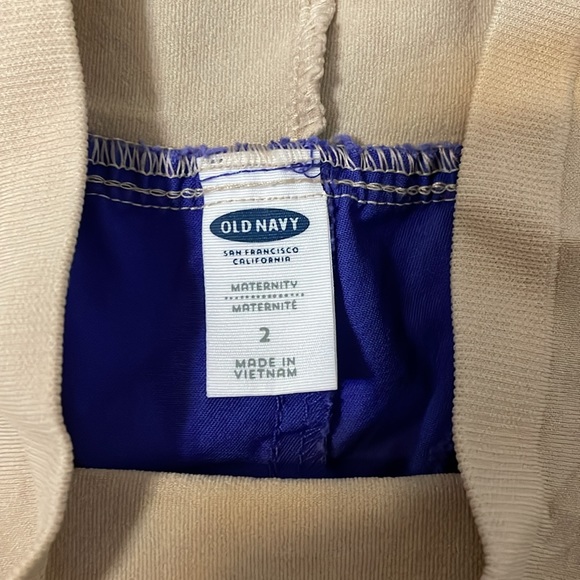 OLD NAVY
SAN FRANCISCO
CALIFORNIA
MATERNITY
MATERNITÉ
2
MADE IN
VIETNAM